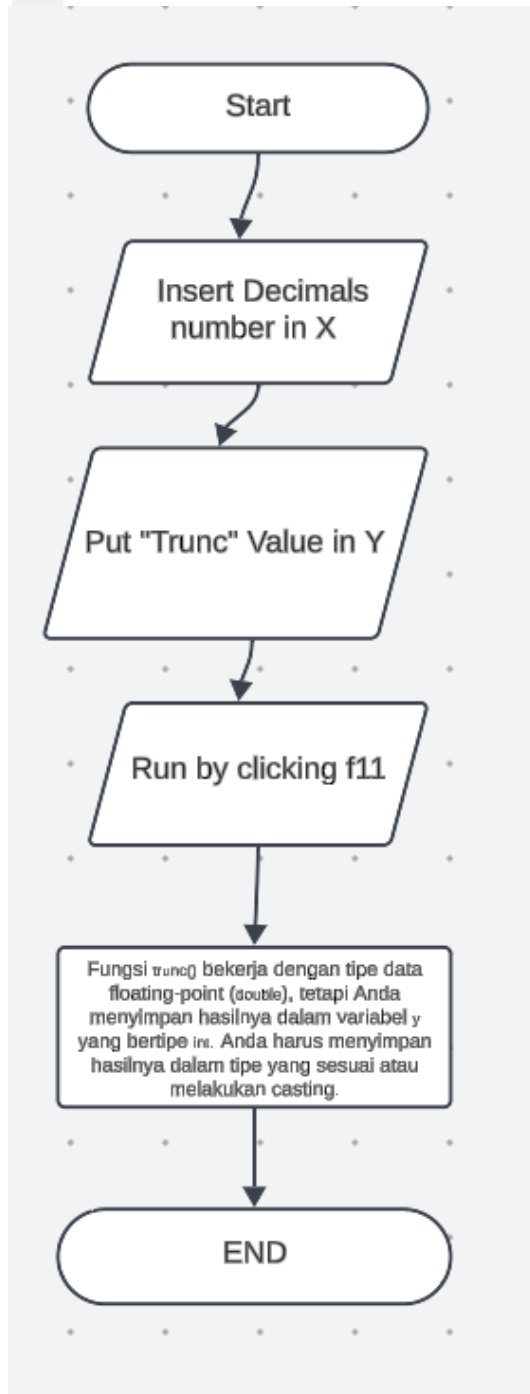 Start
Insert Decimals
number in X
Put "Trunc" Value in Y
Run by clicking f11
Fungsi trunc() bekerja dengan tipe data
floating-point (double), tetapi Anda
menyimpan hasilnya dalam variabel y
yang bertipe int. Anda harus menyimpan
hasilnya dalam tipe yang sesuai atau
melakukan casting.
END